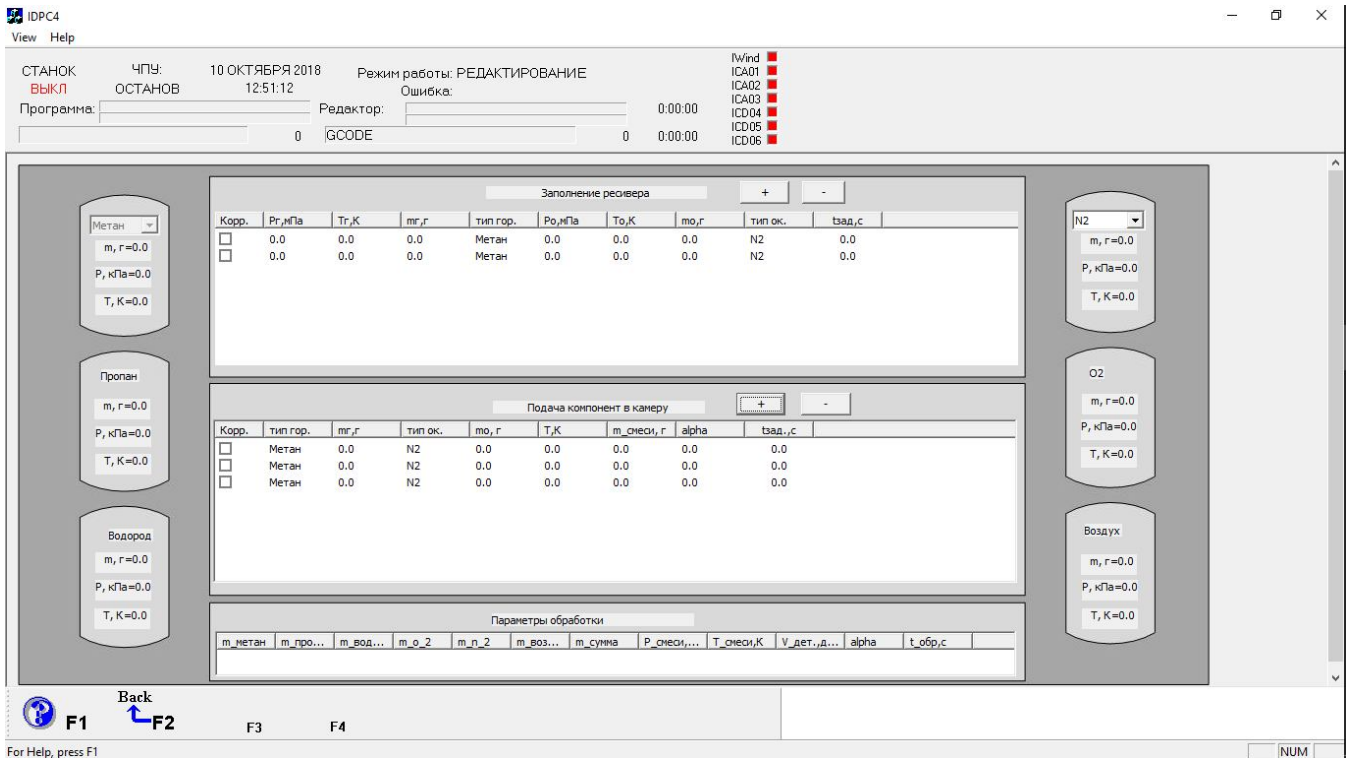 IDPC4
View Help
СТАНОК ЧПУ: 10 ОКТЯБРЯ 2018 Режим работы: РЕДАКТИРОВАНИЕ
ВЫКЛ ОСТАНОВ 12:51:12 Ошибка:
Программа: Редактор: 0:00:00
0 GCODE 0 0:00:00
IWind
ICA01
ICA02
ICA03
ICD04
ICD05
ICD06
Метан
m, г=0.0
P, кПа=0.0
T, K=0.0
Пропан
m, г=0.0
P, кПа=0.0
T, K=0.0
Водород
m, г=0.0
P, кПа=0.0
T, K=0.0
Заполнение ресивера + -
Корр. Pг,мПа Tг,K mг,г тип гор. Po,мПа To,K mo,г тип ок. tзад,с
0.0 0.0 0.0 Метан 0.0 0.0 0.0 N2 0.0
0.0 0.0 0.0 Метан 0.0 0.0 0.0 N2 0.0
Подача компонент в камеру + -
Корр. тип гор. mг,г тип ок. mo, г T,K m_смеси, г alpha tзад.,с
Метан 0.0 N2 0.0 0.0 0.0 0.0 0.0
Метан 0.0 N2 0.0 0.0 0.0 0.0 0.0
Метан 0.0 N2 0.0 0.0 0.0 0.0 0.0
Параметры обработки
m_метан m_про... m_вод... m_o_2 m_n_2 m_воз... m_сумма P_смеси,... T_смеси,K V_дет.,д... alpha t_обр,с
N2
m, г=0.0
P, кПа=0.0
T, K=0.0
O2
m, г=0.0
P, кПа=0.0
T, K=0.0
Воздух
m, г=0.0
P, кПа=0.0
T, K=0.0
Back
F1 F2 F3 F4
For Help, press F1 NUM